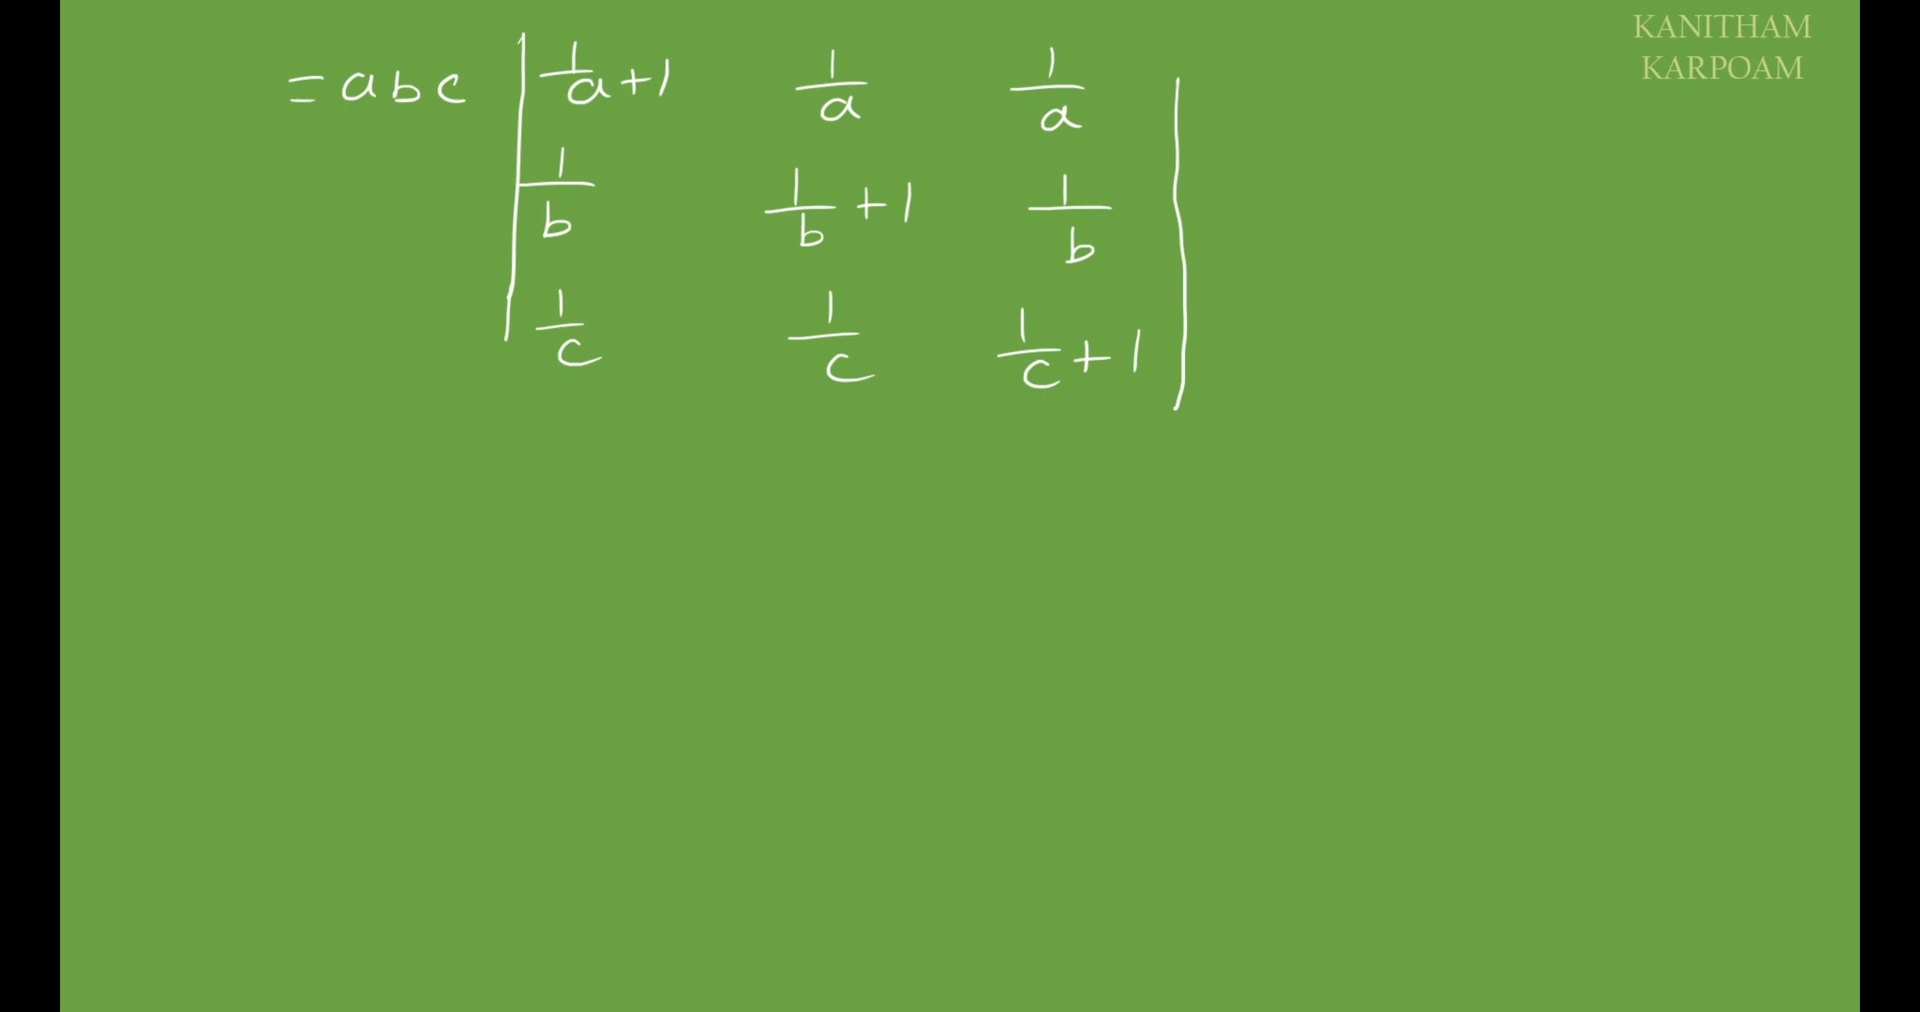 KANITHAM
KARPOAM
= abc | 1/a + 1 1/a 1/a |
| 1/b 1/b + 1 1/b |
| 1/c 1/c 1/c + 1 |